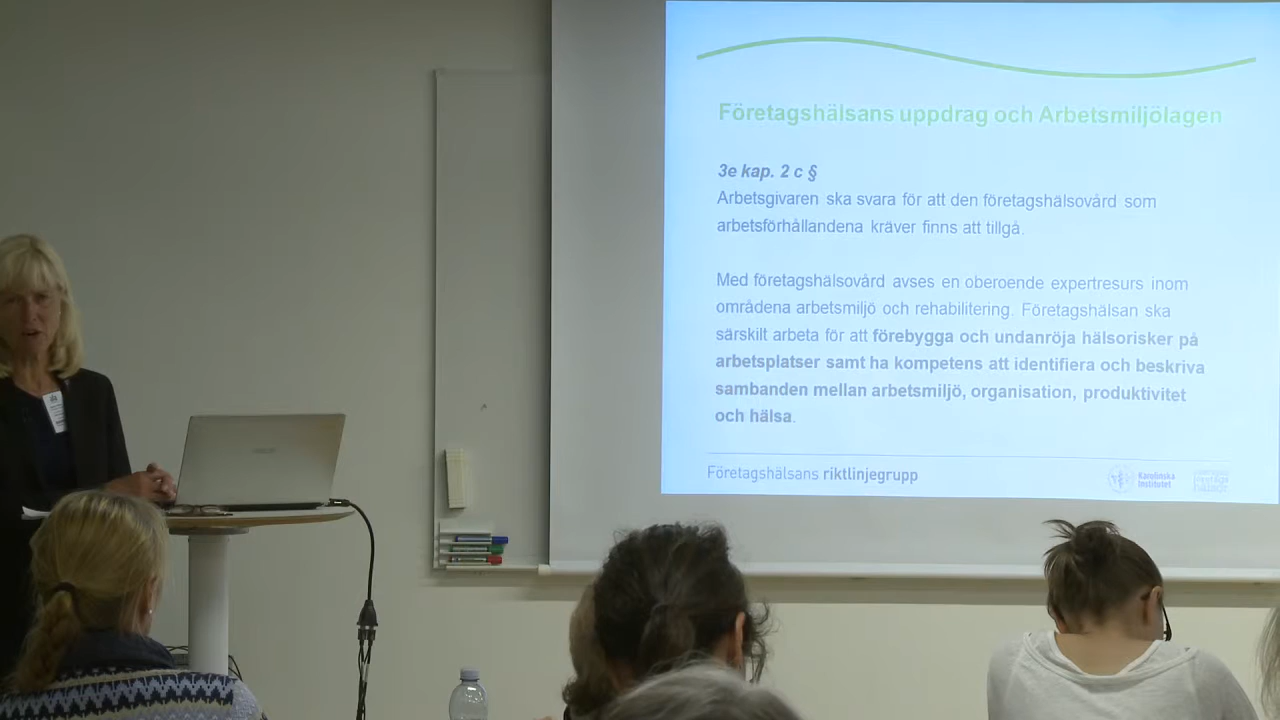 Företagshälsans uppdrag och Arbetsmiljölagen
3e kap. 2 c §
Arbetsgivaren ska svara för att den företagshälsovård som
arbetsförhållandena kräver finns att tillgå.
Med företagshälsovård avses en oberoende expertresurs inom
områdena arbetsmiljö och rehabilitering. Företagshälsan ska
särskilt arbeta för att förebygga och undanröja hälsorisker på
arbetsplatser samt ha kompetens att identifiera och beskriva
sambanden mellan arbetsmiljö, organisation, produktivitet
och hälsa.
Företagshälsans riktlinjegrupp
Karolinska
Institutet